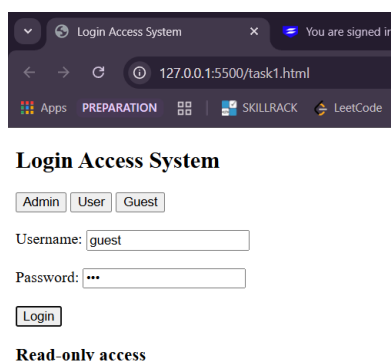 Login Access System
You are signed in
127.0.0.1:5500/task1.html
Apps PREPARATION SKILLRACK LeetCode
Login Access System
Admin User Guest
Username: guest
Password: •••
Login
Read-only access